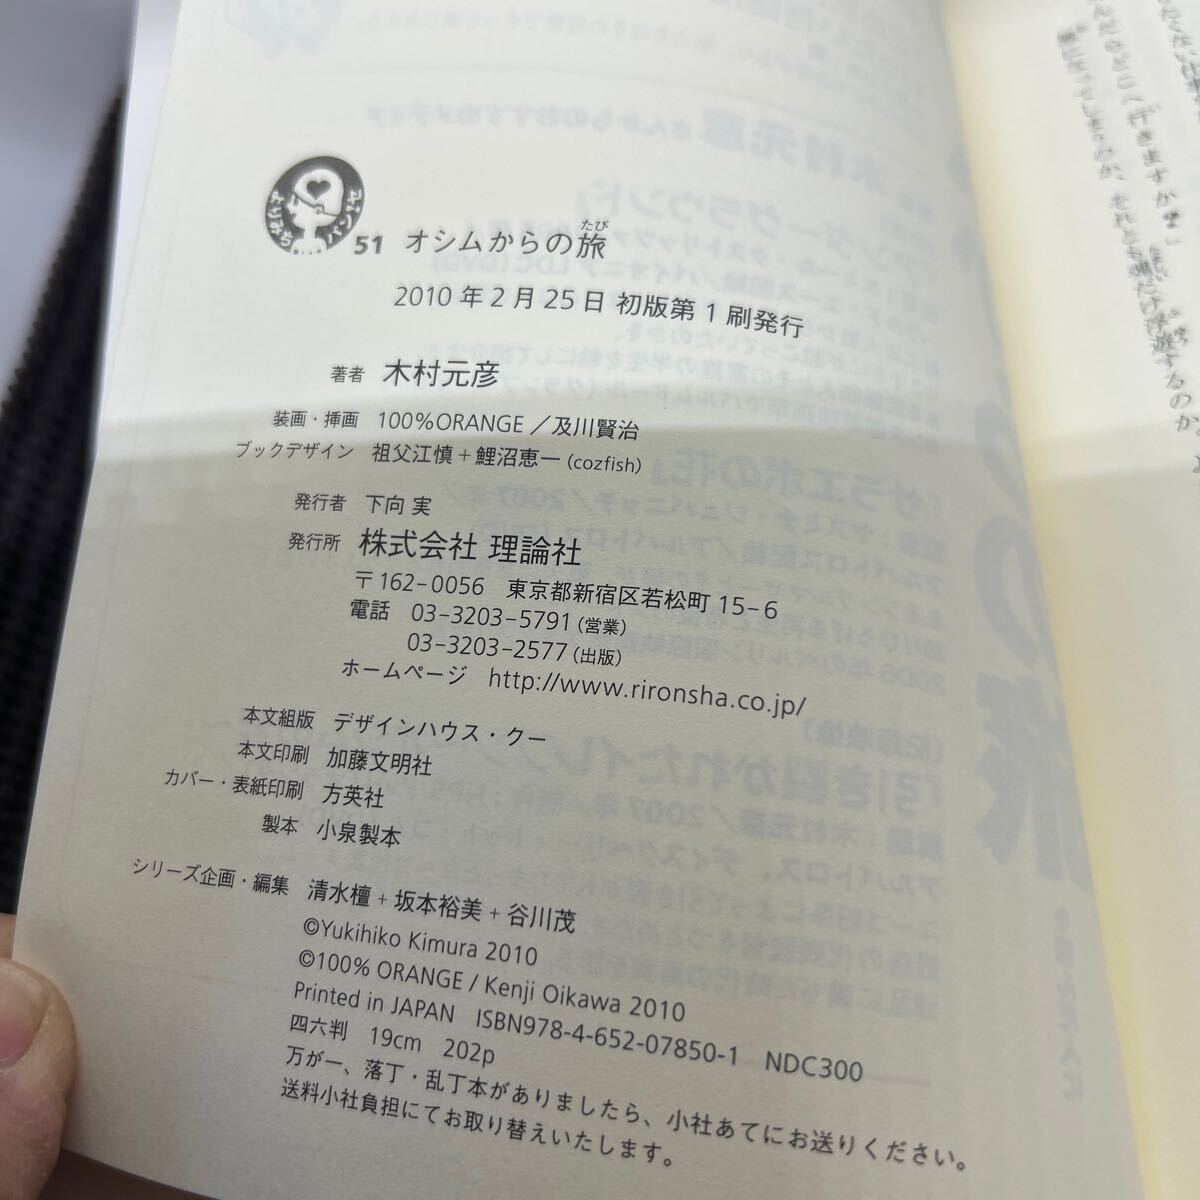 よりみち
パン!セ
51 オシムからの旅
たび
2010年2月25日 初版第1刷発行
著者 木村元彦
装画・挿画 100%ORANGE/及川賢治
ブックデザイン 祖父江慎+鯉沼恵一(cozfish)
発行者 下向 実
発行所 株式会社 理論社
〒162-0056 東京都新宿区若松町15-6
電話 03-3203-5791(営業)
03-3203-2577(出版)
ホームページ http://www.rironsha.co.jp/
本文組版 デザインハウス・クー
本文印刷 加藤文明社
カバー・表紙印刷 方英社
製本 小泉製本
シリーズ企画・編集 清水檀+坂本裕美+谷川茂
©Yukihiko Kimura 2010
©100% ORANGE / Kenji Oikawa 2010
Printed in JAPAN ISBN978-4-652-07850-1 NDC300
四六判 19cm 202p
万が一、落丁・乱丁本がありましたら、小社あてにお送りください。
送料小社負担にてお取り替えいたします。